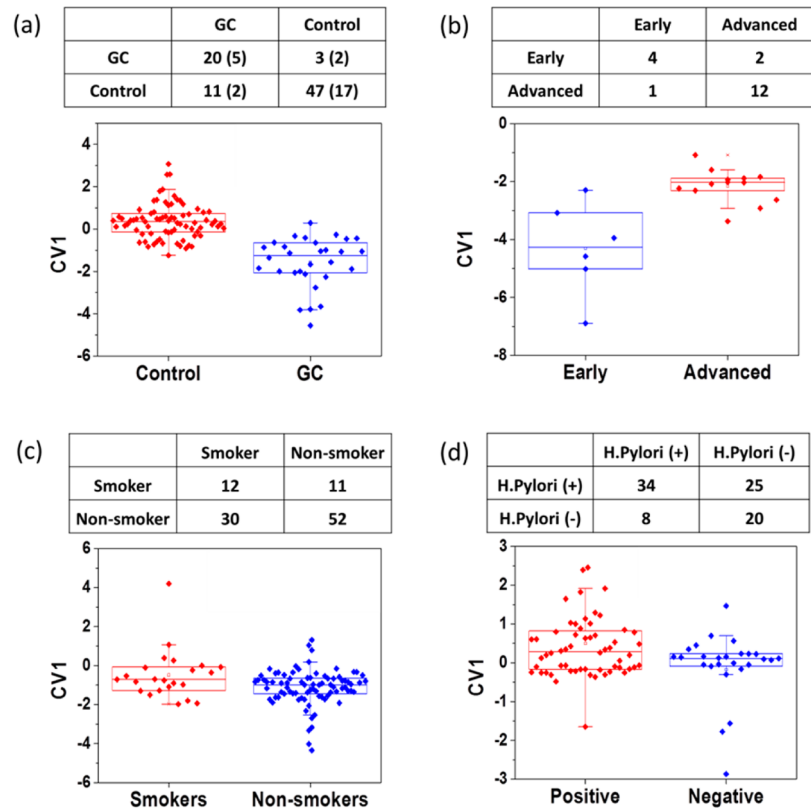 (a)
GC Control
GC 20 (5) 3 (2)
Control 11 (2) 47 (17)
4
2
0
-2
-4
-6
CV1
Control GC
(b)
Early Advanced
Early 4 2
Advanced 1 12
0
-2
-4
-6
-8
CV1
Early Advanced
(c)
Smoker Non-smoker
Smoker 12 11
Non-smoker 30 52
6
4
2
0
-2
-4
-6
CV1
Smokers Non-smokers
(d)
H.Pylori (+) H.Pylori (-)
H.Pylori (+) 34 25
H.Pylori (-) 8 20
3
2
1
0
-1
-2
-3
CV1
Positive Negative